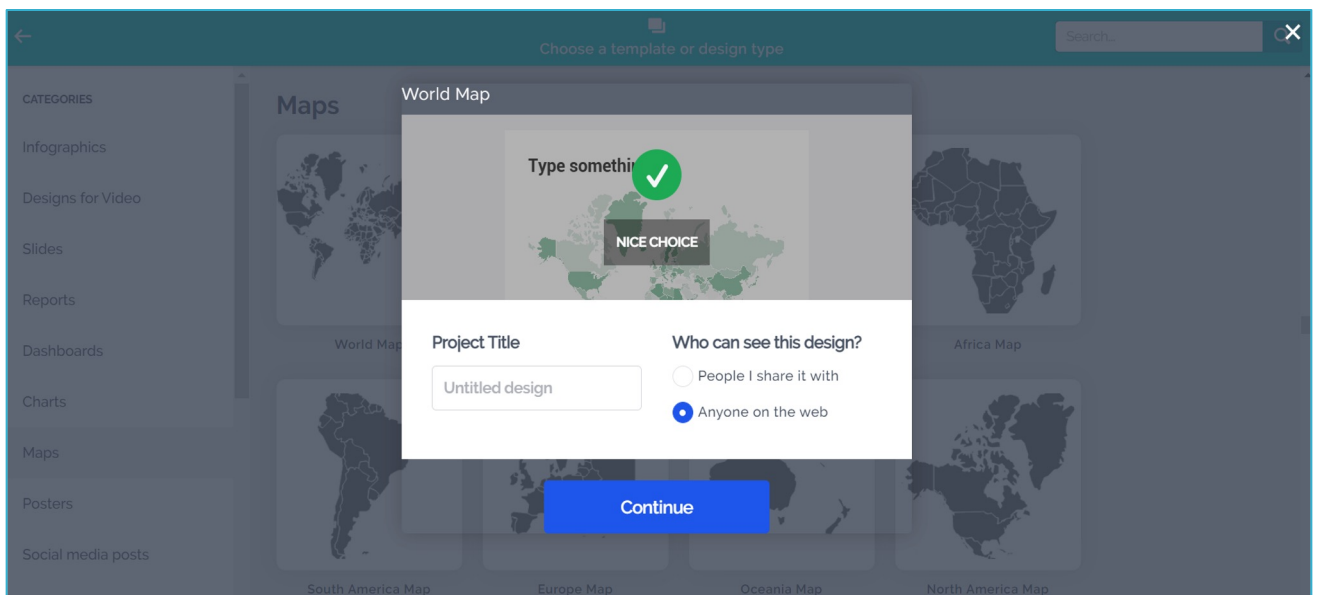 Choose a template or design type
Search...
CATEGORIES
Infographics
Designs for Video
Slides
Reports
Dashboards
Charts
Maps
Posters
Social media posts
Maps
World Map
Africa Map
South America Map
Europe Map
Oceania Map
North America Map
World Map
Type somethin
NICE CHOICE
Project Title
Untitled design
Who can see this design?
People I share it with
Anyone on the web
Continue